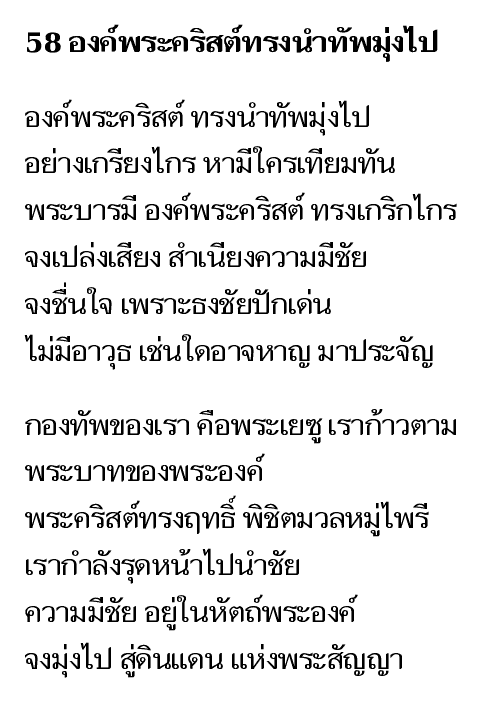 58 องค์พระคริสต์ทรงนำทัพมุ่งไป
องค์พระคริสต์ ทรงนำทัพมุ่งไป
อย่างเกรียงไกร หามีใครเทียมทัน
พระบารมี องค์พระคริสต์ ทรงเกริกไกร
จงเปล่งเสียง สำเนียงความมีชัย
จงชื่นใจ เพราะธงชัยปักเด่น
ไม่มีอาวุธ เช่นใดอาจหาญ มาประจัญ
กองทัพของเรา คือพระเยซู เราก้าวตาม
พระบาทของพระองค์
พระคริสต์ทรงฤทธิ์ พิชิตมวลหมู่ไพรี
เรากำลังรุดหน้าไปนำชัย
ความมีชัย อยู่ในหัตถ์พระองค์
จงมุ่งไป สู่ดินแดน แห่งพระสัญญา